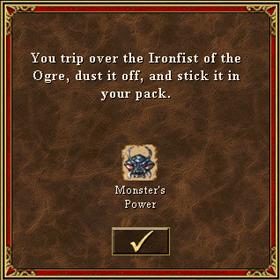 You trip over the Ironfist of the
Ogre, dust it off, and stick it in
your pack.
Monster's
Power